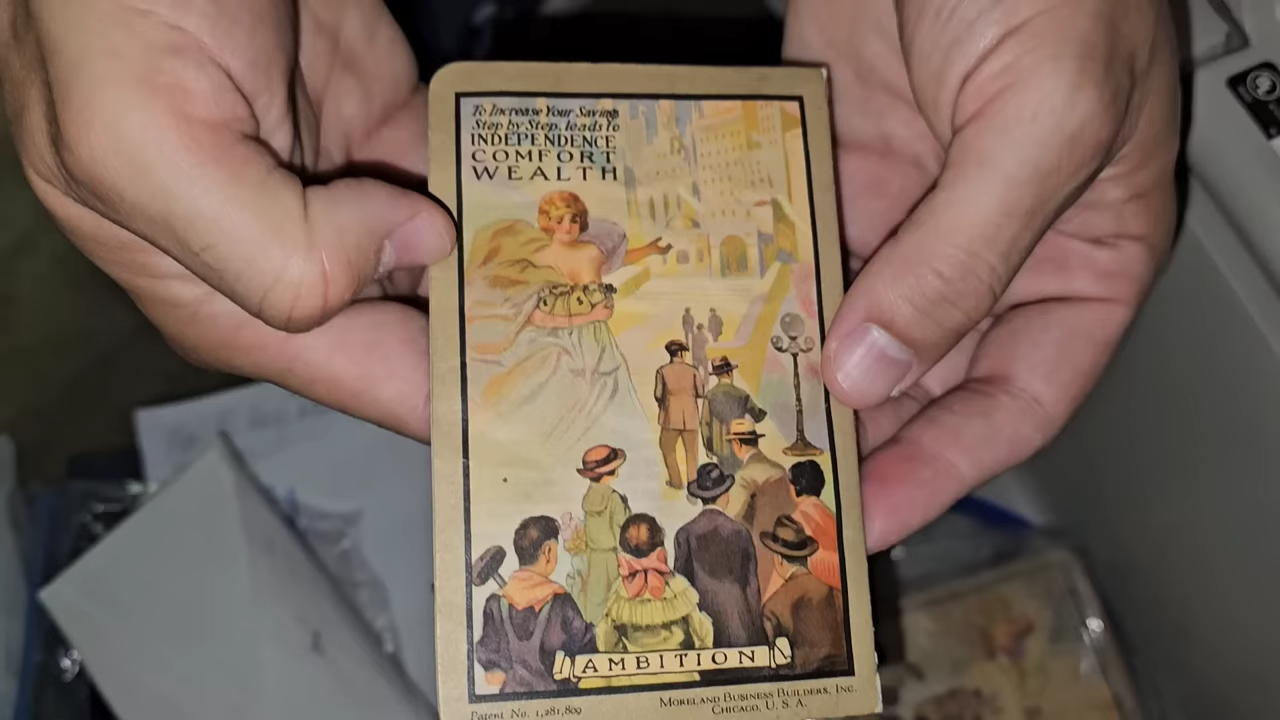 To Increase Your Savings
Step by Step, leads to
INDEPENDENCE
COMFORT
WEALTH
$
AMBITION
Patent No. 1,281,809
MORELAND BUSINESS BUILDERS, INC.
CHICAGO, U. S. A.